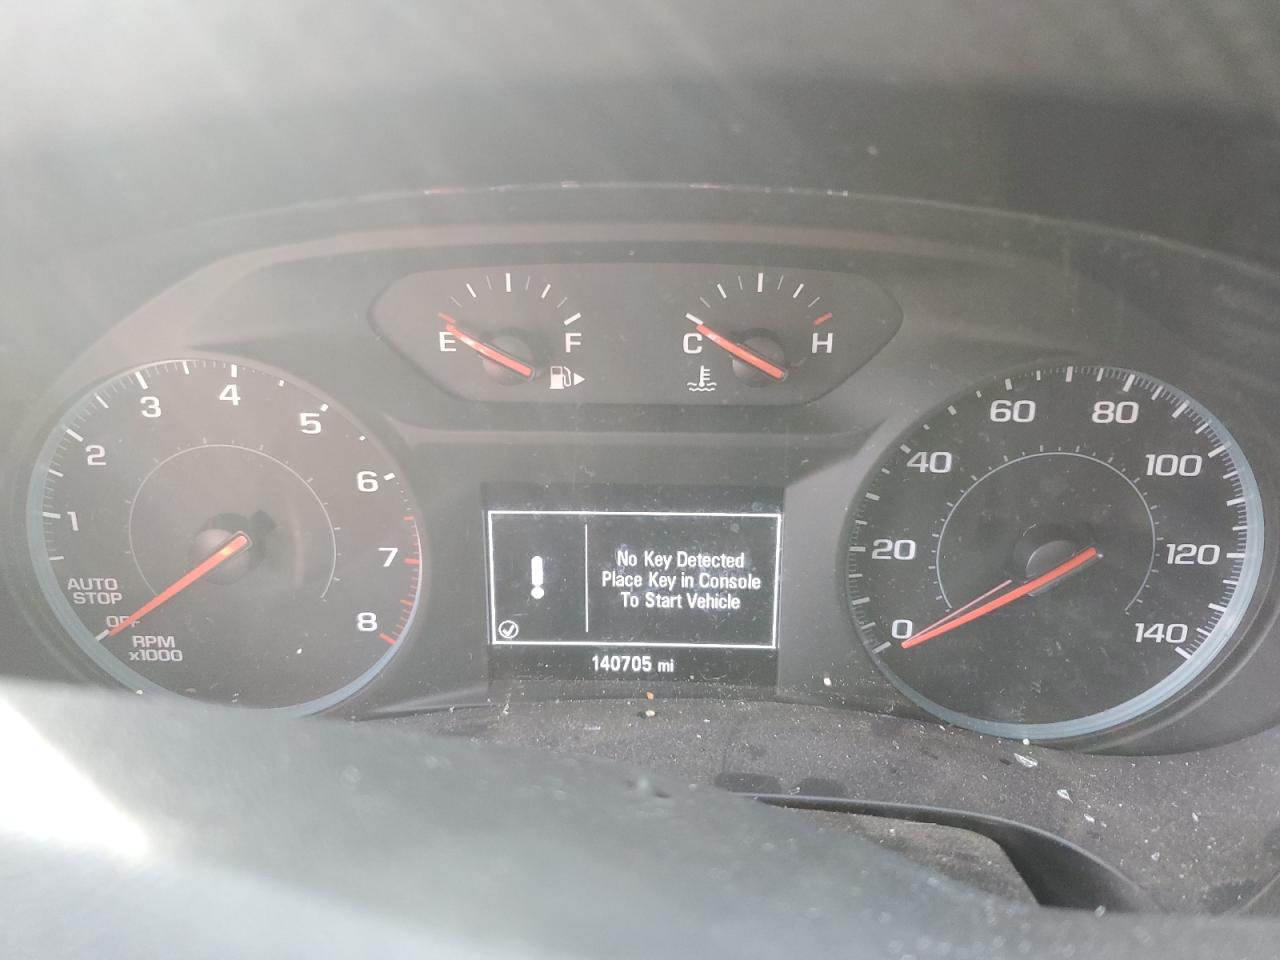 E F C H
1 2 3 4 5 6 7 8
AUTO
STOP
OFF
RPM
x1000
No Key Detected
Place Key in Console
To Start Vehicle
140705 mi
0 20 40 60 80 100 120 140